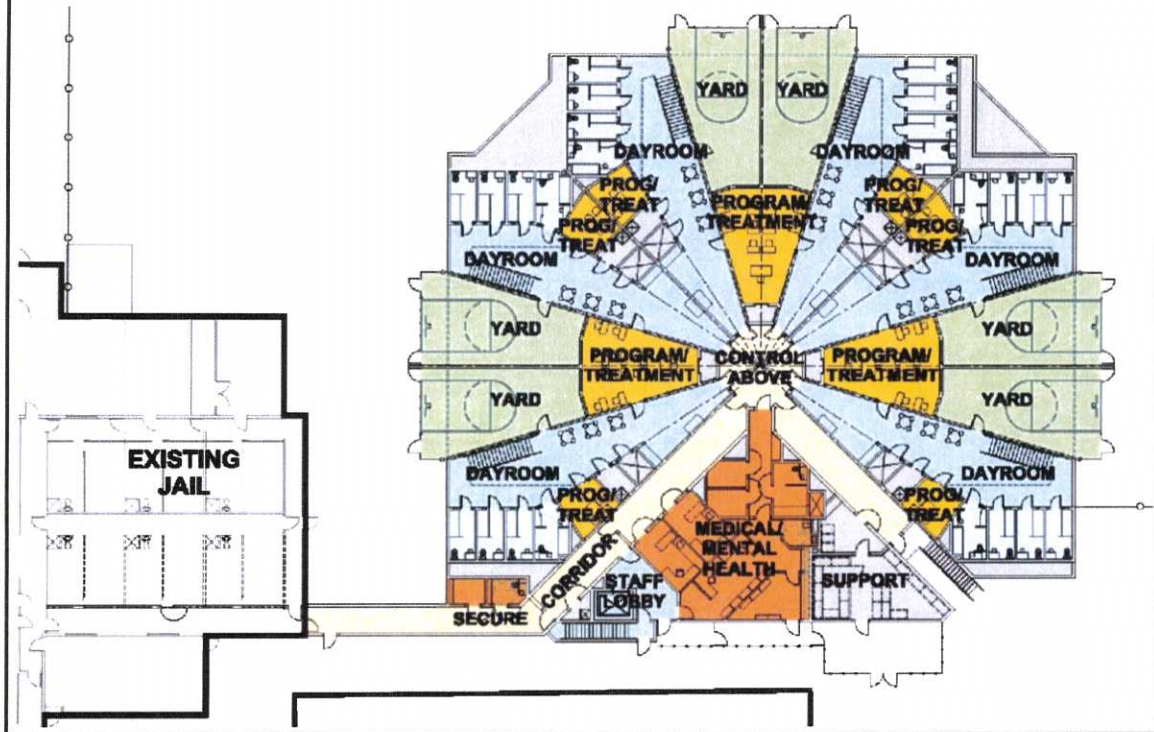 YARD
YARD
DAYROOM
DAYROOM
PROG/
TREAT
PROG/
TREAT
PROGRAM/
TREATMENT
PROG/
TREAT
PROG/
TREAT
DAYROOM
DAYROOM
YARD
YARD
PROGRAM/
TREATMENT
CONTROL
ABOVE
PROGRAM/
TREATMENT
YARD
YARD
EXISTING
JAIL
DAYROOM
DAYROOM
PROG/
TREAT
PROG/
TREAT
MEDICAL/
MENTAL
HEALTH
CORRIDOR
STAFF
LOBBY
SUPPORT
SECURE